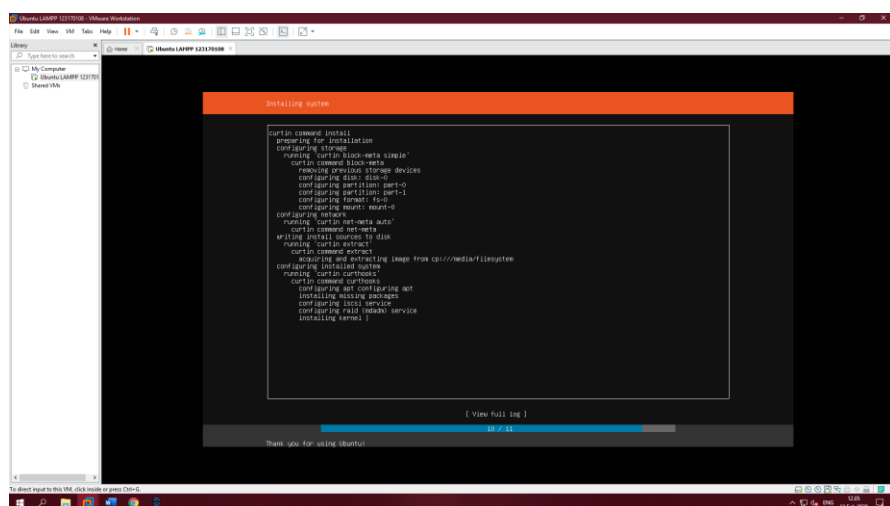 Ubuntu LAMPP 123170108 - VMware Workstation
File Edit View VM Tabs Help
Library
Home
Ubuntu LAMPP 123170108
Type here to search
My Computer
Ubuntu LAMPP 1231701
Shared VMs
Installing system
curtin command install
preparing for installation
configuring storage
running 'curtin block-meta simple'
curtin command block-meta
removing previous storage devices
configuring disk: disk-0
configuring partition: part-0
configuring partition: part-1
configuring format: fs-0
configuring mount: mount-0
configuring network
running 'curtin net-meta auto'
curtin command net-meta
writing install sources to disk
running 'curtin extract'
curtin command extract
acquiring and extracting image from cp:///media/filesystem
configuring installed system
running 'curtin curthooks'
curtin command curthooks
configuring apt configuring apt
installing missing packages
configuring iscsi service
configuring raid (mdadm) service
installing kernel |
[ View full log ]
10 / 11
Thank you for using Ubuntu!
To direct input to this VM, click inside or press Ctrl+G.
ENG
12.05